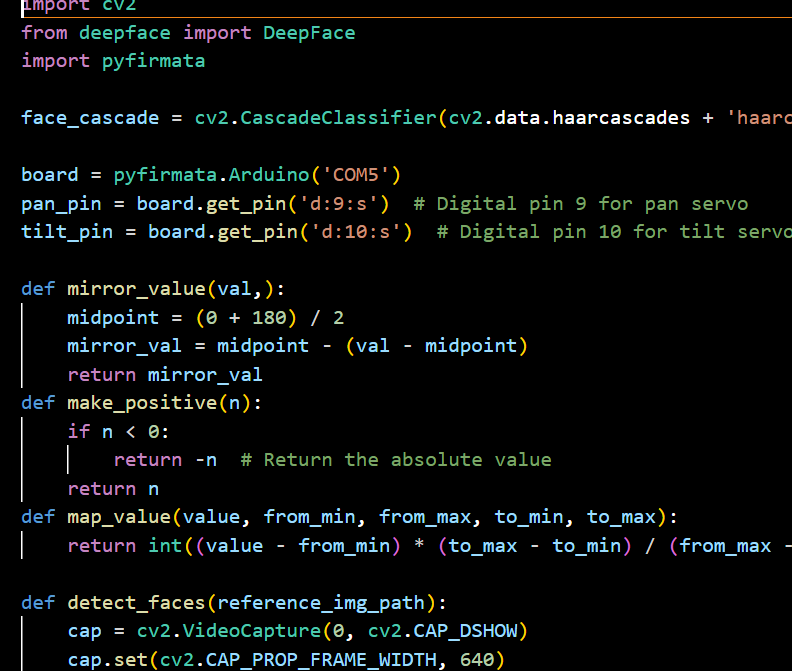 import cv2
from deepface import DeepFace
import pyfirmata
face_cascade = cv2.CascadeClassifier(cv2.data.haarcascades + 'haarc
board = pyfirmata.Arduino('COM5')
pan_pin = board.get_pin('d:9:s')  # Digital pin 9 for pan servo
tilt_pin = board.get_pin('d:10:s')  # Digital pin 10 for tilt servo
def mirror_value(val,):
    midpoint = (0 + 180) / 2
    mirror_val = midpoint - (val - midpoint)
    return mirror_val
def make_positive(n):
    if n < 0:
        return -n  # Return the absolute value
    return n
def map_value(value, from_min, from_max, to_min, to_max):
    return int((value - from_min) * (to_max - to_min) / (from_max -
def detect_faces(reference_img_path):
    cap = cv2.VideoCapture(0, cv2.CAP_DSHOW)
    cap.set(cv2.CAP_PROP_FRAME_WIDTH, 640)